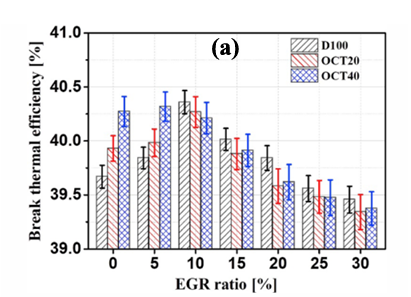 (a)
D100
OCT20
OCT40
Break thermal efficiency [%]
41.0
40.5
40.0
39.5
39.0
0 5 10 15 20 25 30
EGR ratio [%]